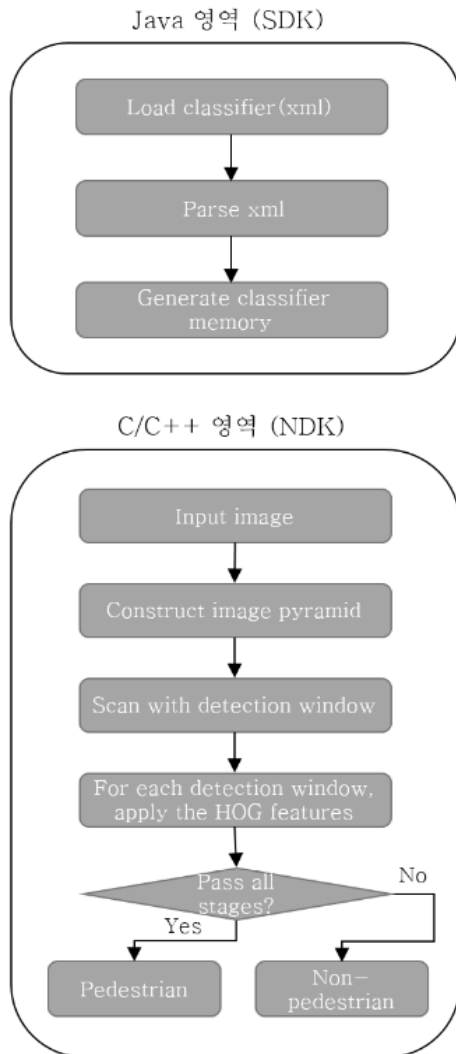 Java 영역 (SDK)
Load classifier(xml)
Parse xml
Generate classifier
memory
C/C++ 영역 (NDK)
Input image
Construct image pyramid
Scan with detection window
For each detection window,
apply the HOG features
Pass all
stages?
No
Yes
Pedestrian
Non-
pedestrian